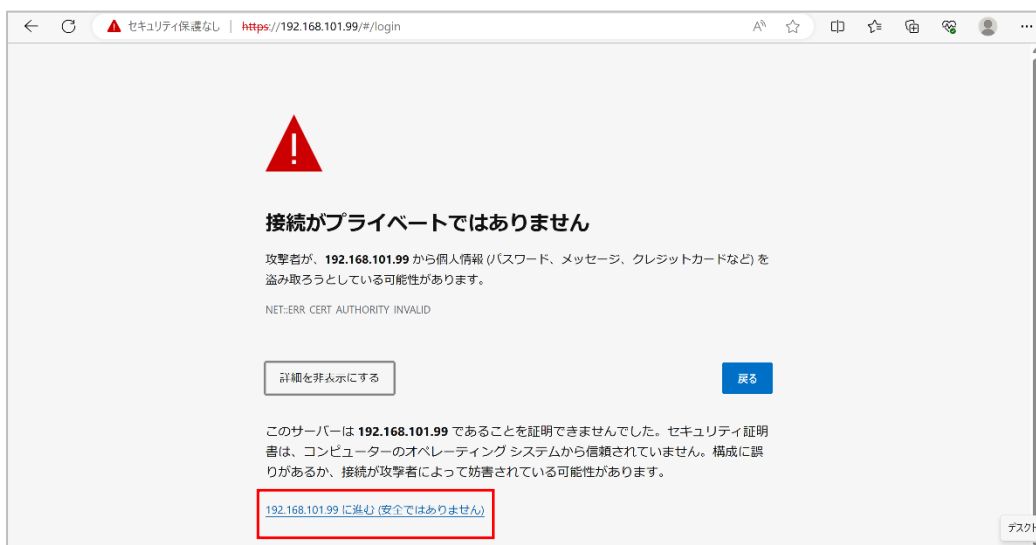 セキュリティ保護なし | https://192.168.101.99/#/login
接続がプライベートではありません
攻撃者が、192.168.101.99 から個人情報 (パスワード、メッセージ、クレジットカードなど) を
盗み取ろうとしている可能性があります。
NET::ERR_CERT_AUTHORITY_INVALID
詳細を非表示にする
戻る
このサーバーは 192.168.101.99 であることを証明できませんでした。セキュリティ証明
書は、コンピューターのオペレーティング システムから信頼されていません。構成に誤
りがあるか、接続が攻撃者によって妨害されている可能性があります。
192.168.101.99 に進む (安全ではありません)
デスクト